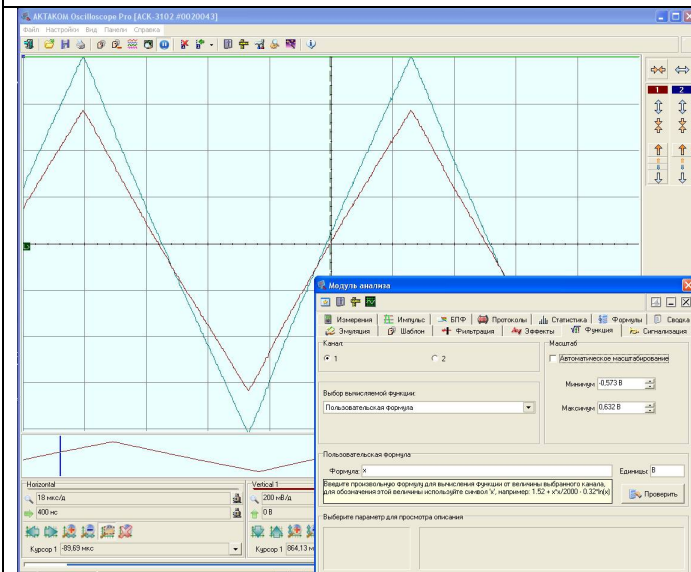 AKTAKOM Oscilloscope Pro [ACK-3102 #0020043]
Файл Настройки Вид Панели Справка
1 2
Модуль анализа
Измерения Импульс БПФ Протоколы Статистика Формулы Сводка
Эмуляция Шаблон Фильтрация Эффекты Функция Сигнализация
Канал
1 2
Масштаб
Автоматическое масштабирование
Минимум -0,573 В
Максимум 0,632 В
Выбор вычисляемой функции:
Пользовательская формула
Пользовательская формула
Формула: x Единицы: В
Введите произвольную формулу для вычисления функции от величины выбранного канала,
для обозначения этой величины используйте символ 'x', например: 1.52 + x*x/2000 - 0.32*ln(x)
Проверить
Выберите параметр для просмотра описания
Horizontal Vertical 1
18 мкс/д 200 мВ/д
400 нс 0 В
Курсор 1 -89,69 мкс Курсор 1 864,13 м